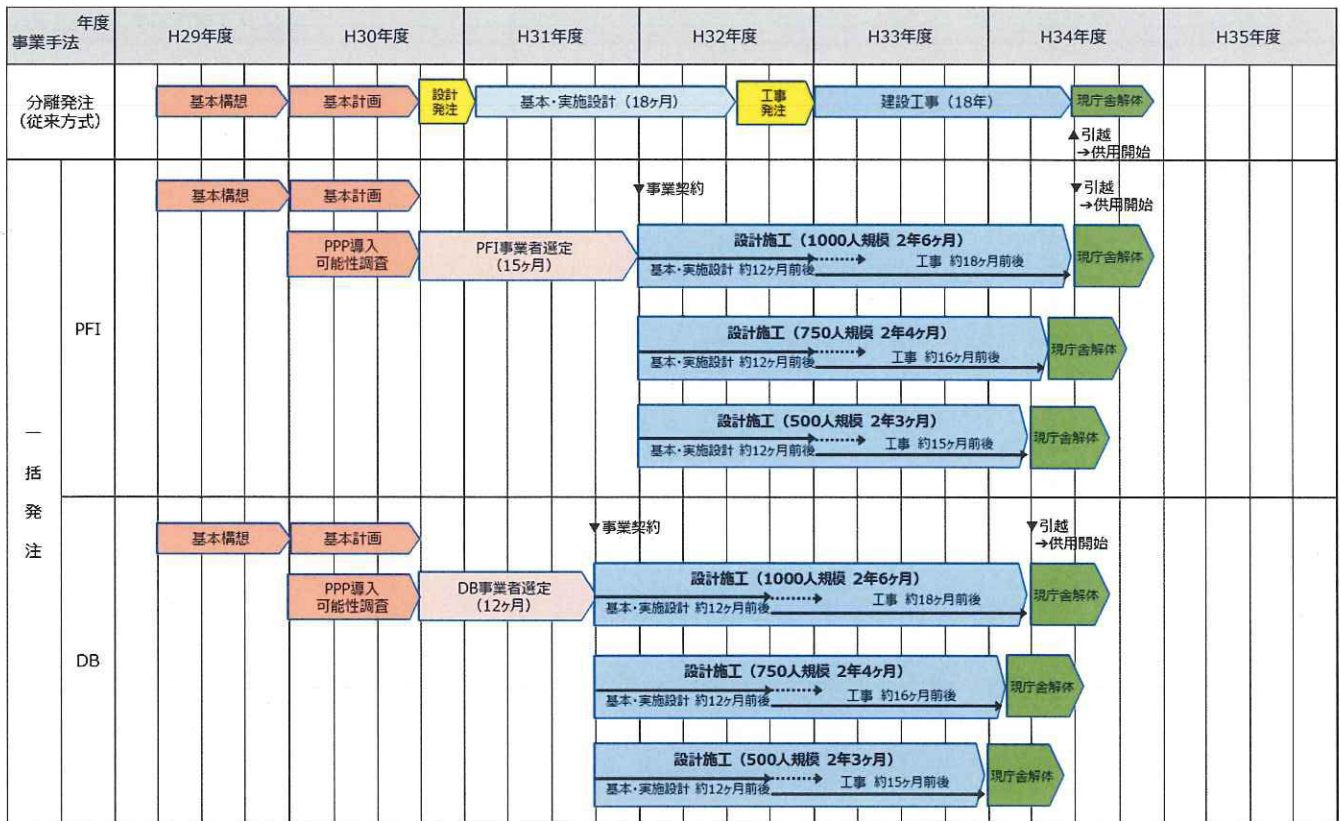 年度
事業手法
H29年度
H30年度
H31年度
H32年度
H33年度
H34年度
H35年度
分離発注
(従来方式)
基本構想
基本計画
設計
発注
基本・実施設計（18ヶ月）
工事
発注
建設工事（18年）
現庁舎解体
▲引越
→供用開始
一括発注
PFI
基本構想
基本計画
▼事業契約
▼引越
→供用開始
PPP導入
可能性調査
PFI事業者選定
（15ヶ月）
設計施工（1000人規模 2年6ヶ月）
基本・実施設計 約12ヶ月前後
工事 約18ヶ月前後
現庁舎解体
設計施工（750人規模 2年4ヶ月）
基本・実施設計 約12ヶ月前後
工事 約16ヶ月前後
現庁舎解体
設計施工（500人規模 2年3ヶ月）
基本・実施設計 約12ヶ月前後
工事 約15ヶ月前後
現庁舎解体
DB
基本構想
基本計画
▼事業契約
▼引越
→供用開始
PPP導入
可能性調査
DB事業者選定
（12ヶ月）
設計施工（1000人規模 2年6ヶ月）
基本・実施設計 約12ヶ月前後
工事 約18ヶ月前後
現庁舎解体
設計施工（750人規模 2年4ヶ月）
基本・実施設計 約12ヶ月前後
工事 約16ヶ月前後
現庁舎解体
設計施工（500人規模 2年3ヶ月）
基本・実施設計 約12ヶ月前後
工事 約15ヶ月前後
現庁舎解体